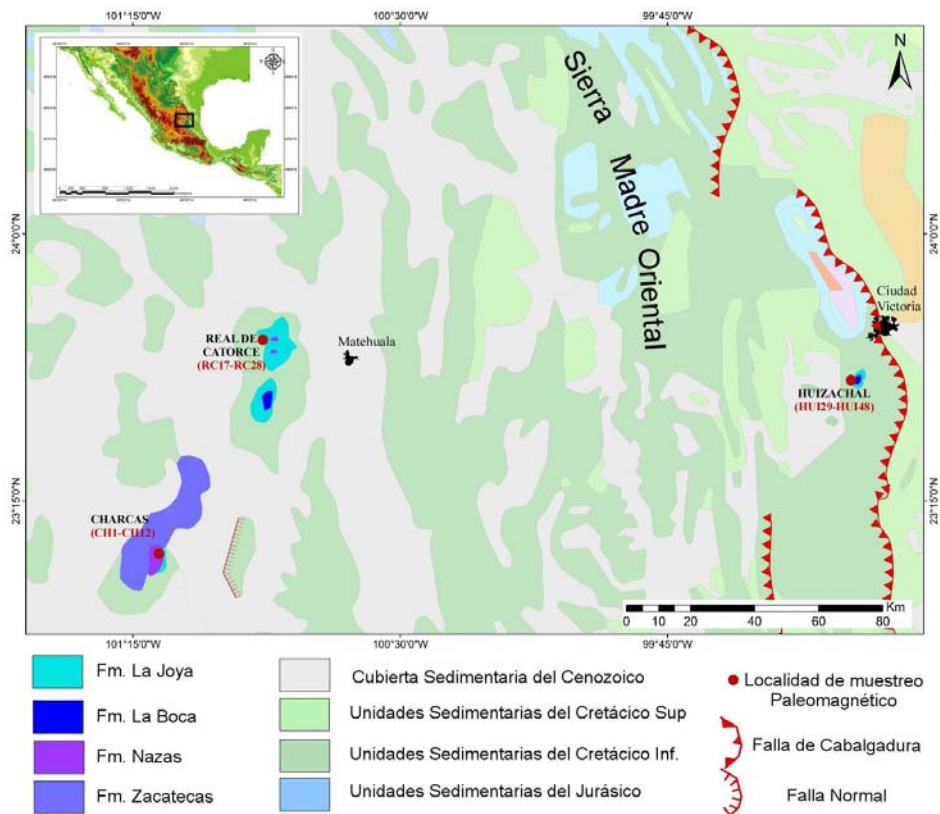 101°15'0"W
100°30'0"W
99°45'0"W
N
Sierra
Madre Oriental
24°0'0"N
24°0'0"N
Ciudad
Victoria
REAL DE
CATORCE
(RC17-RC28)
Matehuala
HUIZACHAL
(HUI29-HUI48)
23°15'0"N
23°15'0"N
CHARCAS
(CH1-CH12)
Km
0 10 20 40 60 80
101°15'0"W
100°30'0"W
99°45'0"W
Fm. La Joya
Fm. La Boca
Fm. Nazas
Fm. Zacatecas
Cubierta Sedimentaria del Cenozoico
Unidades Sedimentarias del Cretácico Sup
Unidades Sedimentarias del Cretácico Inf.
Unidades Sedimentarias del Jurásico
Localidad de muestreo
Paleomagnético
Falla de Cabalgadura
Falla Normal